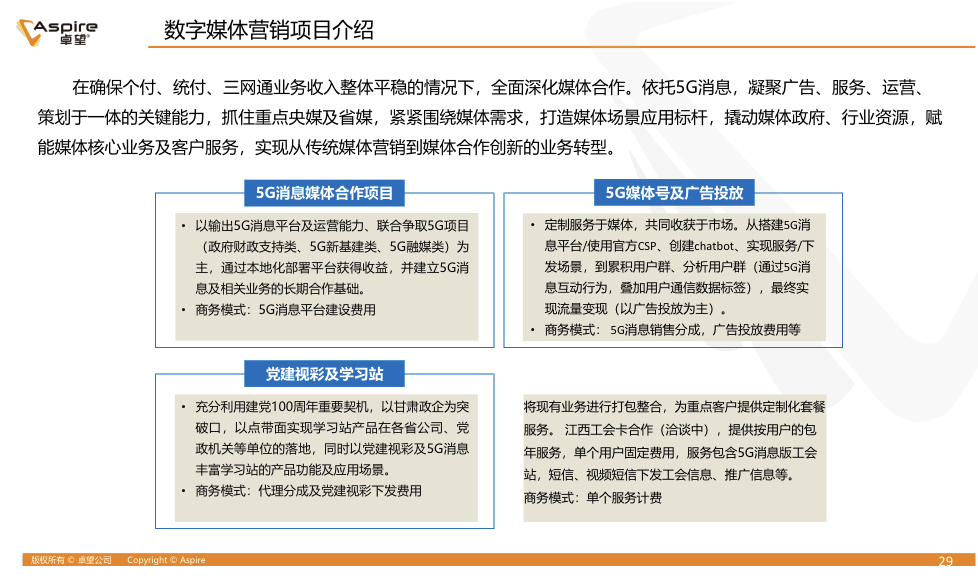 Aspire
卓望
数字媒体营销项目介绍
在确保个付、统付、三网通业务收入整体平稳的情况下，全面深化媒体合作。依托5G消息，凝聚广告、服务、运营、
策划于一体的关键能力，抓住重点央媒及省媒，紧紧围绕媒体需求，打造媒体场景应用标杆，撬动媒体政府、行业资源，赋
能媒体核心业务及客户服务，实现从传统媒体营销到媒体合作创新的业务转型。
5G消息媒体合作项目
• 以输出5G消息平台及运营能力、联合争取5G项目
（政府财政支持类、5G新基建类、5G融媒类）为
主，通过本地化部署平台获得收益，并建立5G消
息及相关业务的长期合作基础。
• 商务模式：5G消息平台建设费用
5G媒体号及广告投放
• 定制服务于媒体，共同收获于市场。从搭建5G消
息平台/使用官方CSP、创建chatbot、实现服务/下
发场景，到累积用户群、分析用户群（通过5G消
息互动行为，叠加用户通信数据标签），最终实
现流量变现（以广告投放为主）。
• 商务模式： 5G消息销售分成，广告投放费用等
党建视彩及学习站
• 充分利用建党100周年重要契机，以甘肃政企为突
破口，以点带面实现学习站产品在各省公司、党
政机关等单位的落地，同时以党建视彩及5G消息
丰富学习站的产品功能及应用场景。
• 商务模式：代理分成及党建视彩下发费用
将现有业务进行打包整合，为重点客户提供定制化套餐
服务。 江西工会卡合作（洽谈中），提供按用户的包
年服务，单个用户固定费用，服务包含5G消息版工会
站，短信、视频短信下发工会信息、推广信息等。
商务模式：单个服务计费
版权所有 © 卓望公司 Copyright © Aspire
29